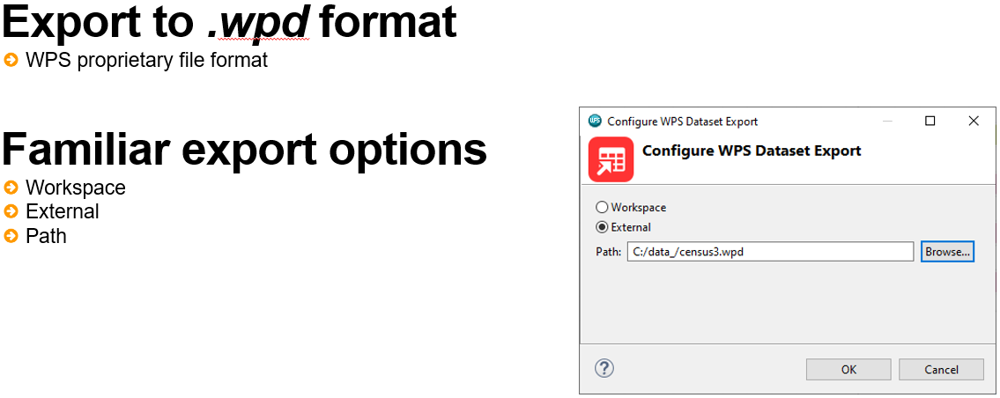 Export to .wpd format
WPS proprietary file format
Familiar export options
Workspace
External
Path
WPS Configure WPS Dataset Export
Configure WPS Dataset Export
Workspace
External
Path: C:/data_/census3.wpd Browse...
? OK Cancel